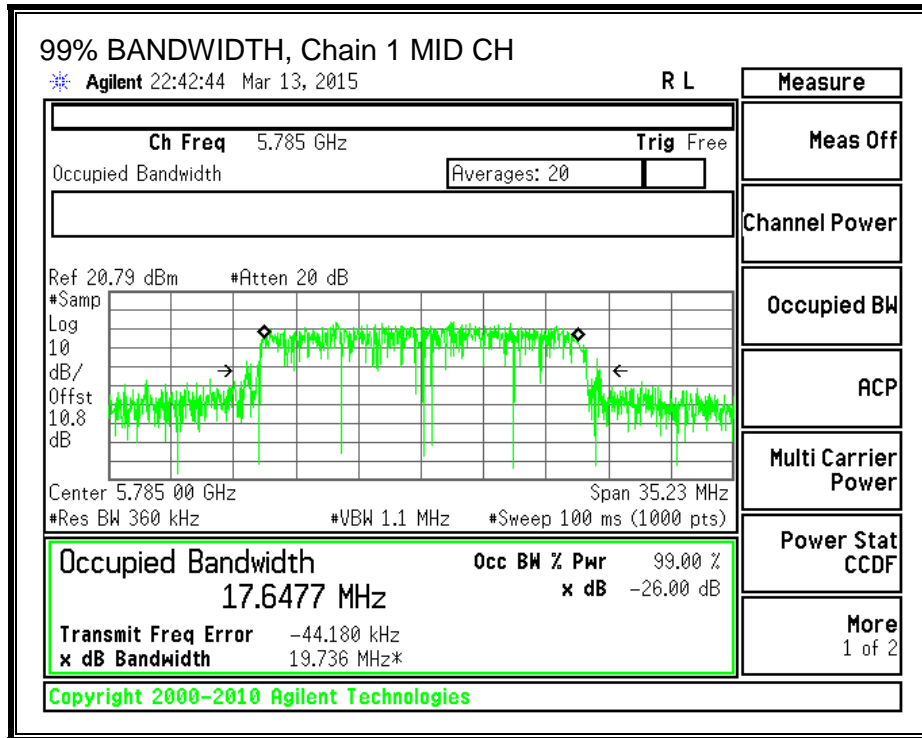 99% BANDWIDTH, Chain 1 MID CH
Agilent 22:42:44 Mar 13, 2015 R L
Measure
Ch Freq 5.785 GHz Trig Free
Occupied Bandwidth Averages: 20
Meas Off
Channel Power
Occupied BW
ACP
Multi Carrier
Power
Power Stat
CCDF
More
1 of 2
Ref 20.79 dBm #Atten 20 dB
#Samp
Log
10
dB/
Offst
10.8
dB
Center 5.785 00 GHz Span 35.23 MHz
#Res BW 360 kHz #VBW 1.1 MHz #Sweep 100 ms (1000 pts)
Occupied Bandwidth Occ BW % Pwr 99.00 %
17.6477 MHz x dB -26.00 dB
Transmit Freq Error -44.180 kHz
x dB Bandwidth 19.736 MHz*
Copyright 2000-2010 Agilent Technologies